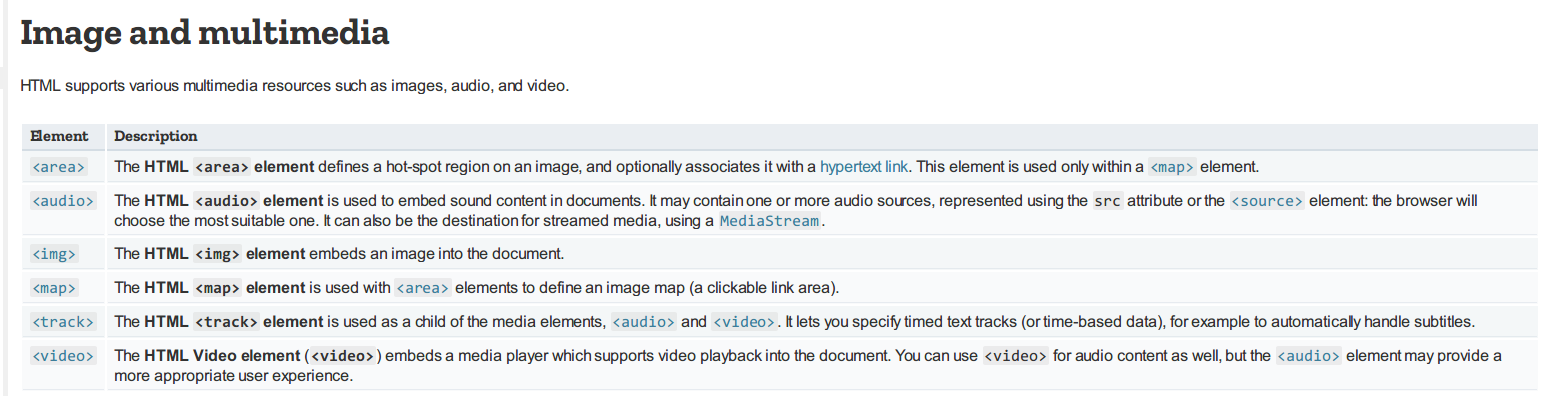 Image and multimedia
HTML supports various multimedia resources such as images, audio, and video.
Element Description
<area> The HTML <area> element defines a hot-spot region on an image, and optionally associates it with a hypertext link. This element is used only within a <map> element.
<audio> The HTML <audio> element is used to embed sound content in documents. It may contain one or more audio sources, represented using the src attribute or the <source> element: the browser will
choose the most suitable one. It can also be the destination for streamed media, using a MediaStream.
<img> The HTML <img> element embeds an image into the document.
<map> The HTML <map> element is used with <area> elements to define an image map (a clickable link area).
<track> The HTML <track> element is used as a child of the media elements, <audio> and <video>. It lets you specify timed text tracks (or time-based data), for example to automatically handle subtitles.
<video> The HTML Video element (<video>) embeds a media player which supports video playback into the document. You can use <video> for audio content as well, but the <audio> element may provide a
more appropriate user experience.